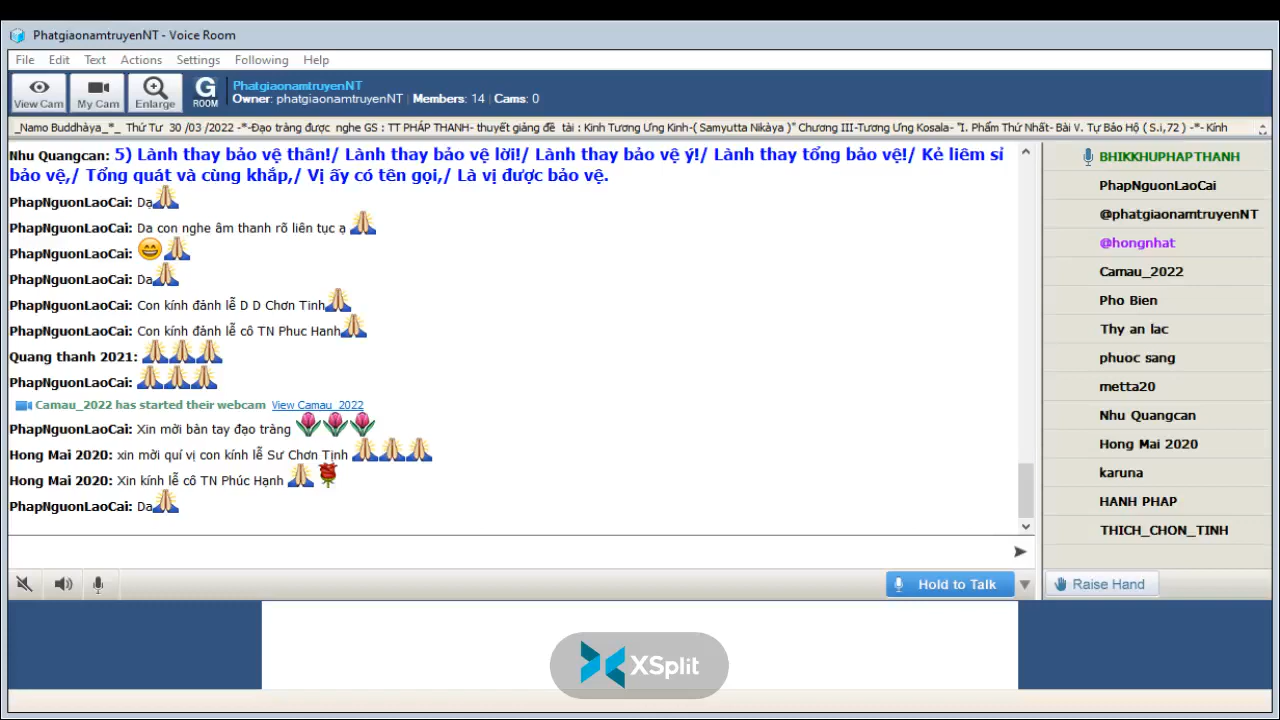 PhatgiaonamtruyenNT - Voice Room
File Edit Text Actions Settings Following Help
View Cam My Cam Enlarge G ROOM
PhatgiaonamtruyenNT
Owner: phatgiaonamtruyenNT | Members: 14 | Cams: 0
_Namo Buddhàya_*_ Thứ Tư 30 /03 /2022 -*-Đạo tràng được nghe GS : TT PHÁP THANH- thuyết giảng đề tài : Kinh Tương Ưng Kinh-( Samyutta Nikàya )" Chương III-Tương Ưng Kosala- "I. Phẩm Thứ Nhất- Bài V. Tự Bảo Hộ ( S.i,72 ) -*- Kính
Nhu Quangcan: 5) Lành thay bảo vệ thân!/ Lành thay bảo vệ lời!/ Lành thay bảo vệ ý!/ Lành thay tổng bảo vệ!/ Kẻ liêm sỉ
bảo vệ,/ Tổng quát và cùng khắp,/ Vị ấy có tên gọi,/ Là vị được bảo vệ.
PhapNguonLaoCai: Dạ
PhapNguonLaoCai: Da con nghe âm thanh rõ liên tục ạ
PhapNguonLaoCai:
PhapNguonLaoCai: Da
PhapNguonLaoCai: Con kính đảnh lễ D D Chơn Tinh
PhapNguonLaoCai: Con kính đảnh lễ cô TN Phuc Hanh
Quang thanh 2021:
PhapNguonLaoCai:
Camau_2022 has started their webcam View Camau_2022
PhapNguonLaoCai: Xin mời bàn tay đạo tràng
Hong Mai 2020: xin mời quí vị con kính lễ Sư Chơn Tịnh
Hong Mai 2020: Xin kính lễ cô TN Phúc Hạnh
PhapNguonLaoCai: Da
Hold to Talk
BHIKKHUPHAPTHANH
PhapNguonLaoCai
@phatgiaonamtruyenNT
@hongnhat
Camau_2022
Pho Bien
Thy an lac
phuoc sang
metta20
Nhu Quangcan
Hong Mai 2020
karuna
HANH PHAP
THICH_CHON_TINH
Raise Hand
XSplit